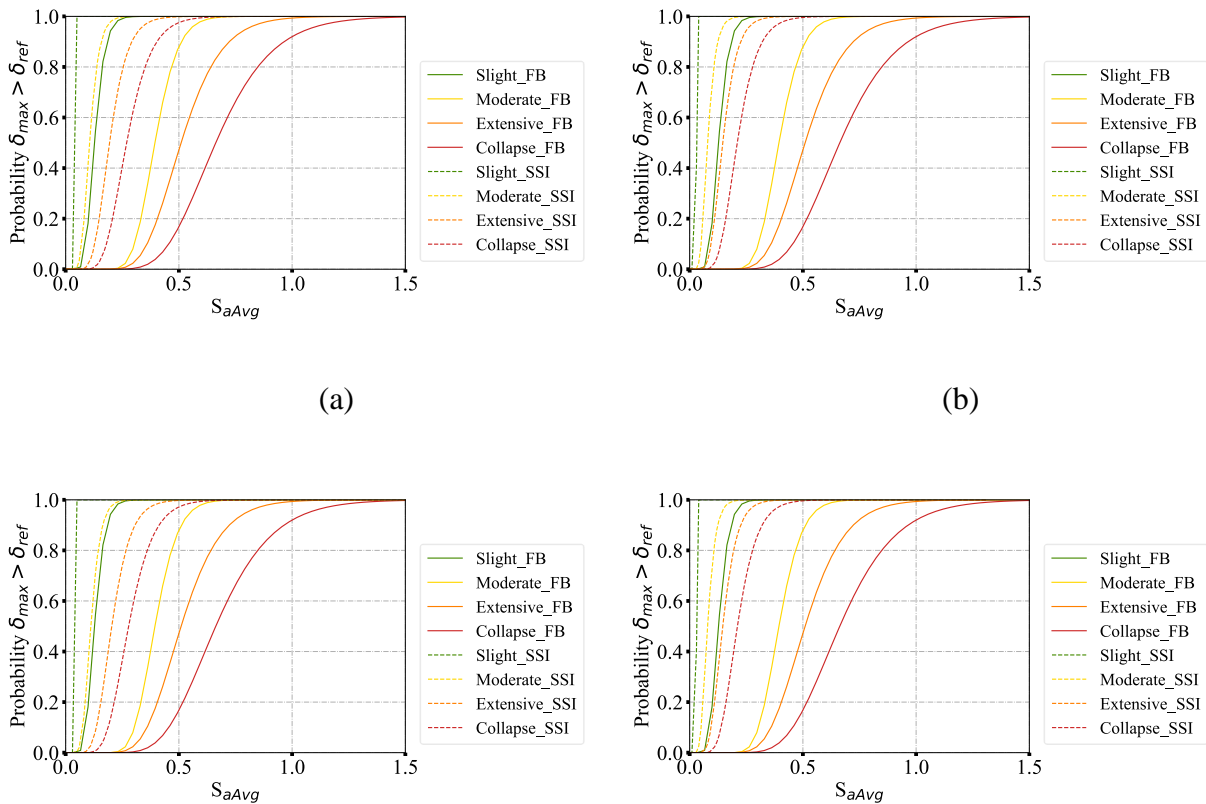 1.0
0.8
0.6
0.4
0.2
0.0
0.0 0.5 1.0 1.5
Probability δmax > δref
SaAvg
Slight_FB
Moderate_FB
Extensive_FB
Collapse_FB
Slight_SSI
Moderate_SSI
Extensive_SSI
Collapse_SSI
(a)
1.0
0.8
0.6
0.4
0.2
0.0
0.0 0.5 1.0 1.5
Probability δmax > δref
SaAvg
Slight_FB
Moderate_FB
Extensive_FB
Collapse_FB
Slight_SSI
Moderate_SSI
Extensive_SSI
Collapse_SSI
(b)
1.0
0.8
0.6
0.4
0.2
0.0
0.0 0.5 1.0 1.5
Probability δmax > δref
SaAvg
Slight_FB
Moderate_FB
Extensive_FB
Collapse_FB
Slight_SSI
Moderate_SSI
Extensive_SSI
Collapse_SSI
1.0
0.8
0.6
0.4
0.2
0.0
0.0 0.5 1.0 1.5
Probability δmax > δref
SaAvg
Slight_FB
Moderate_FB
Extensive_FB
Collapse_FB
Slight_SSI
Moderate_SSI
Extensive_SSI
Collapse_SSI